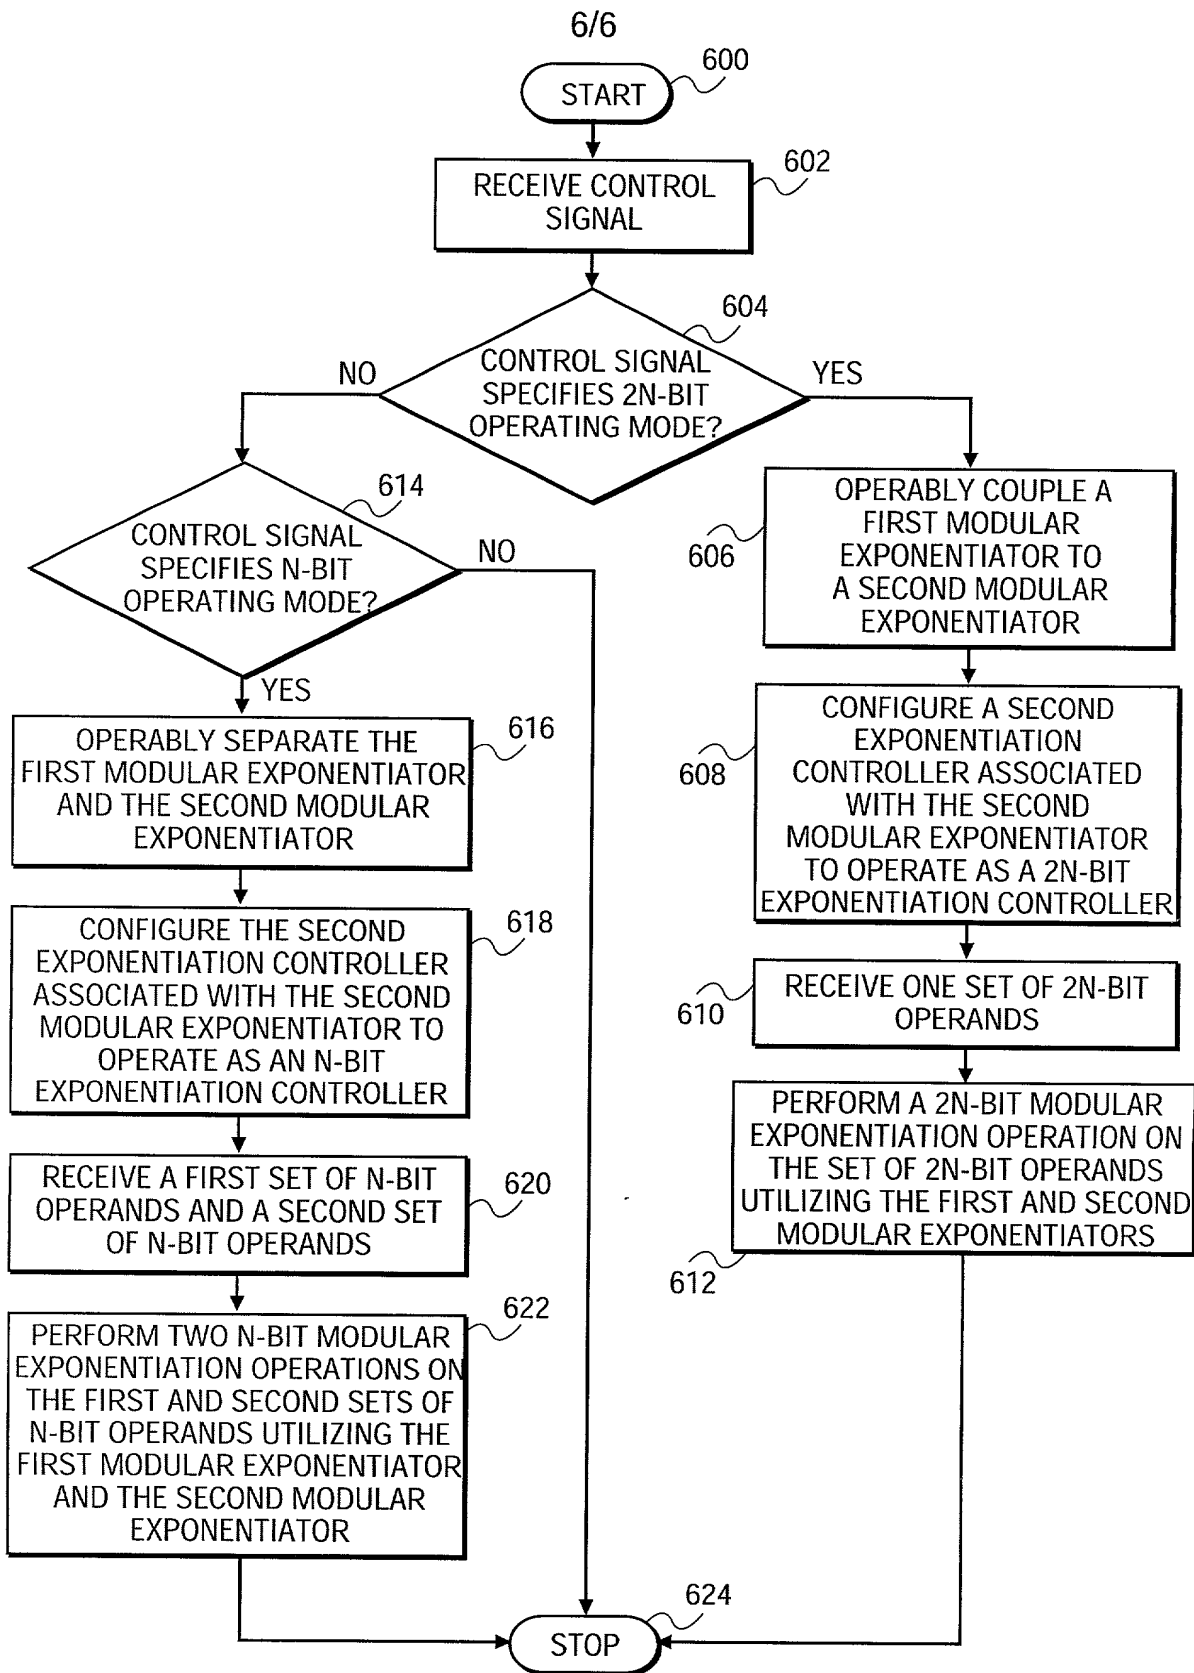 6/6
START
600
RECEIVE CONTROL
SIGNAL
602
CONTROL SIGNAL
SPECIFIES 2N-BIT
OPERATING MODE?
604
NO
YES
CONTROL SIGNAL
SPECIFIES N-BIT
OPERATING MODE?
614
NO
YES
OPERABLY COUPLE A
FIRST MODULAR
EXPONENTIATOR TO
A SECOND MODULAR
EXPONENTIATOR
606
CONFIGURE A SECOND
EXPONENTIATION
CONTROLLER ASSOCIATED
WITH THE SECOND
MODULAR EXPONENTIATOR
TO OPERATE AS A 2N-BIT
EXPONENTIATION CONTROLLER
608
RECEIVE ONE SET OF 2N-BIT
OPERANDS
610
PERFORM A 2N-BIT MODULAR
EXPONENTIATION OPERATION ON
THE SET OF 2N-BIT OPERANDS
UTILIZING THE FIRST AND SECOND
MODULAR EXPONENTIATORS
612
OPERABLY SEPARATE THE
FIRST MODULAR EXPONENTIATOR
AND THE SECOND MODULAR
EXPONENTIATOR
616
CONFIGURE THE SECOND
EXPONENTIATION CONTROLLER
ASSOCIATED WITH THE SECOND
MODULAR EXPONENTIATOR TO
OPERATE AS AN N-BIT
EXPONENTIATION CONTROLLER
618
RECEIVE A FIRST SET OF N-BIT
OPERANDS AND A SECOND SET
OF N-BIT OPERANDS
620
PERFORM TWO N-BIT MODULAR
EXPONENTIATION OPERATIONS ON
THE FIRST AND SECOND SETS OF
N-BIT OPERANDS UTILIZING THE
FIRST MODULAR EXPONENTIATOR
AND THE SECOND MODULAR
EXPONENTIATOR
622
STOP
624